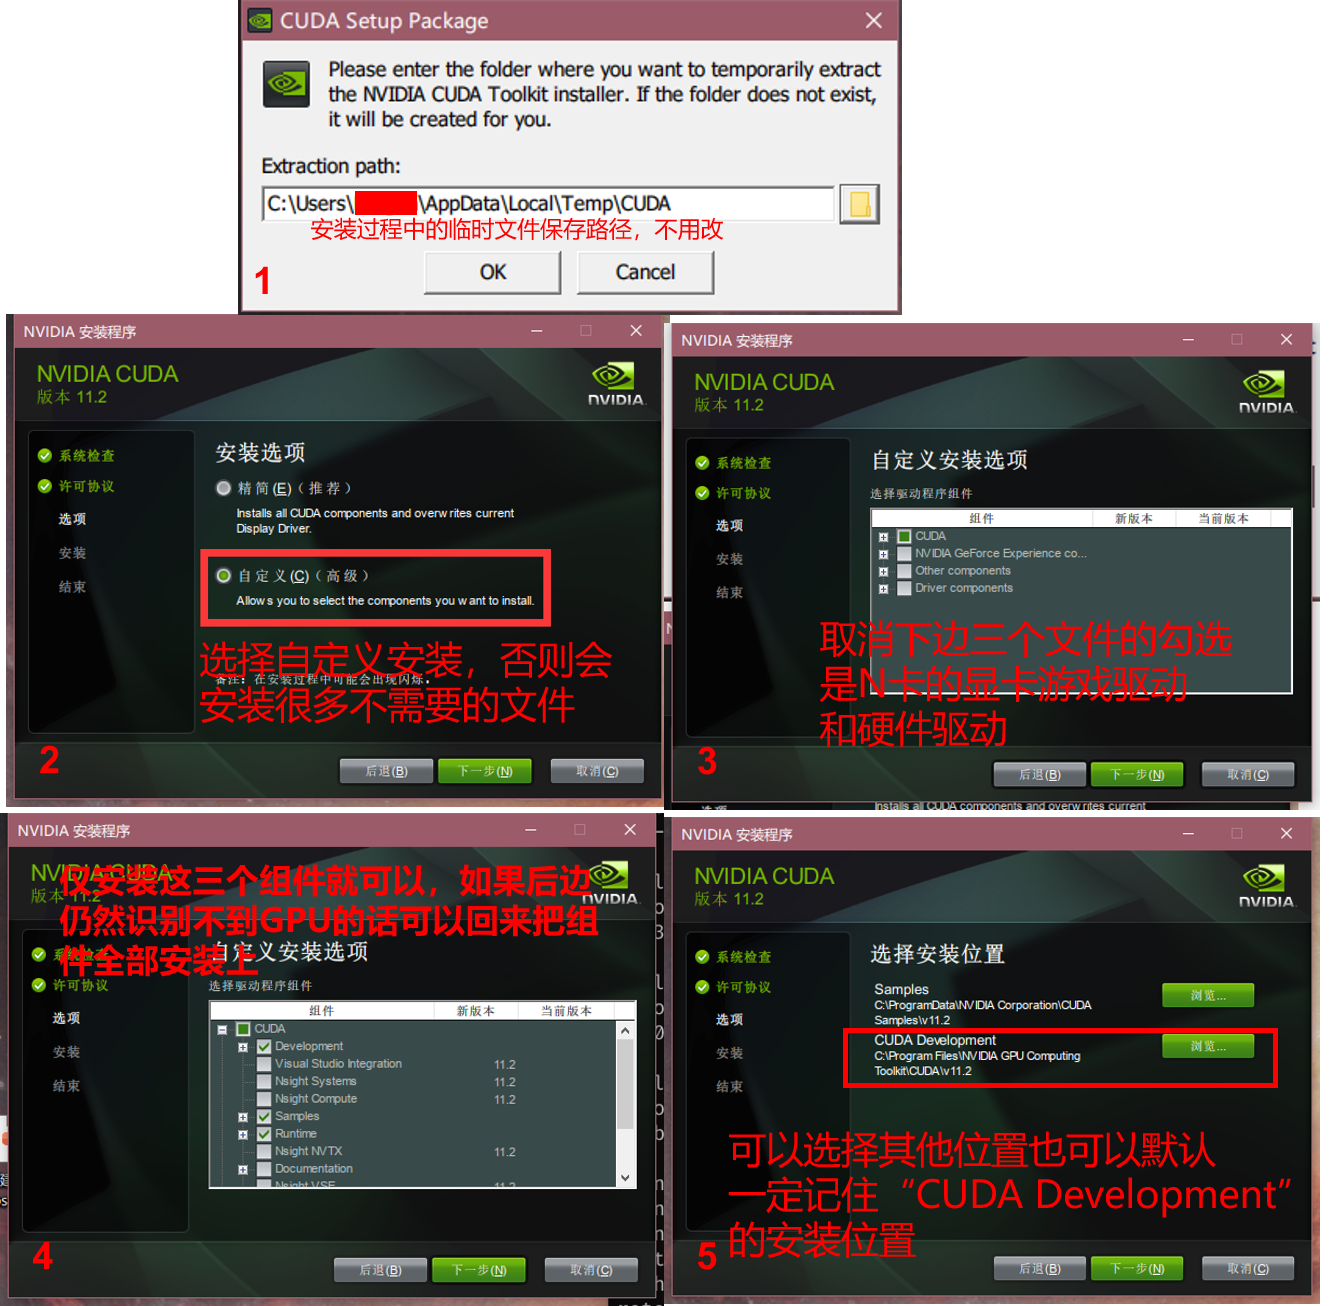 CUDA Setup Package
Please enter the folder where you want to temporarily extract
the NVIDIA CUDA Toolkit installer. If the folder does not exist,
it will be created for you.
Extraction path:
C:\Users\ \AppData\Local\Temp\CUDA
安装过程中的临时文件保存路径，不用改
OK
Cancel
1
NVIDIA 安装程序
NVIDIA CUDA
版本 11.2
NVIDIA.
系统检查
许可协议
选项
安装
结束
安装选项
精简(E)（推荐）
Installs all CUDA components and overwrites current
Display Driver.
自定义(C)（高级）
Allows you to select the components you want to install.
选择自定义安装，否则会
安装很多不需要的文件
备注：在安装过程中可能会出现闪烁。
2
后退(B)
下一步(N)
取消(C)
NVIDIA 安装程序
NVIDIA CUDA
版本 11.2
NVIDIA.
系统检查
许可协议
选项
安装
结束
自定义安装选项
选择驱动程序组件
组件 新版本 当前版本
CUDA
NVIDIA GeForce Experience co...
Other components
Driver components
取消下边三个文件的勾选
是N卡的显卡游戏驱动
和硬件驱动
3
后退(B)
下一步(N)
取消(C)
Installs all CUDA components and overwrites current
NVIDIA 安装程序
NVIDIA CUDA
版本 11.2
NVIDIA.
仅安装这三个组件就可以，如果后边
仍然识别不到GPU的话可以回来把组
件全部安装上
系统检查
许可协议
选项
安装
结束
自定义安装选项
选择驱动程序组件
组件 新版本 当前版本
CUDA
Development
Visual Studio Integration 11.2
Nsight Systems 11.2
Nsight Compute 11.2
Samples
Runtime
Nsight NVTX 11.2
Documentation
Nsight VSE 11.2
4
后退(B)
下一步(N)
取消(C)
NVIDIA 安装程序
NVIDIA CUDA
版本 11.2
NVIDIA.
系统检查
许可协议
选项
安装
结束
选择安装位置
Samples
C:\ProgramData\NVIDIA Corporation\CUDA
Samples\v11.2
浏览...
CUDA Development
C:\Program Files\NVIDIA GPU Computing
Toolkit\CUDA\v11.2
浏览...
可以选择其他位置也可以默认
一定记住“CUDA Development”
的安装位置
5
后退(B)
下一步(N)
取消(C)